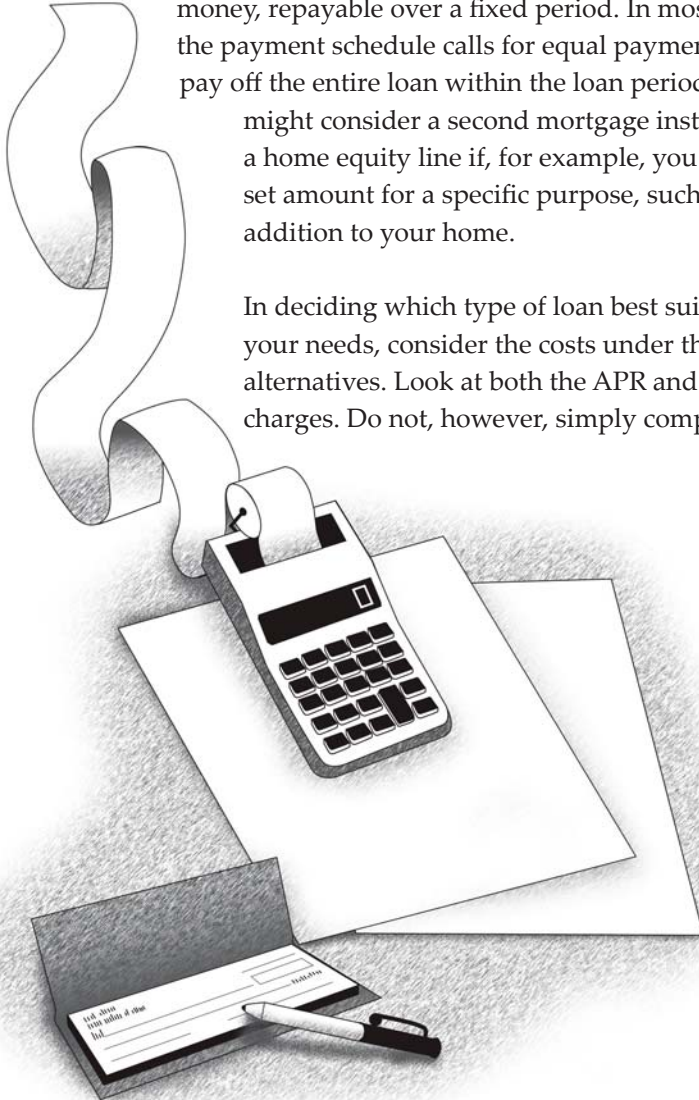 money, repayable over a fixed period. In mos
the payment schedule calls for equal paymen
pay off the entire loan within the loan period
might consider a second mortgage inst
a home equity line if, for example, you
set amount for a specific purpose, such
addition to your home.
In deciding which type of loan best sui
your needs, consider the costs under th
alternatives. Look at both the APR and
charges. Do not, however, simply comp
0